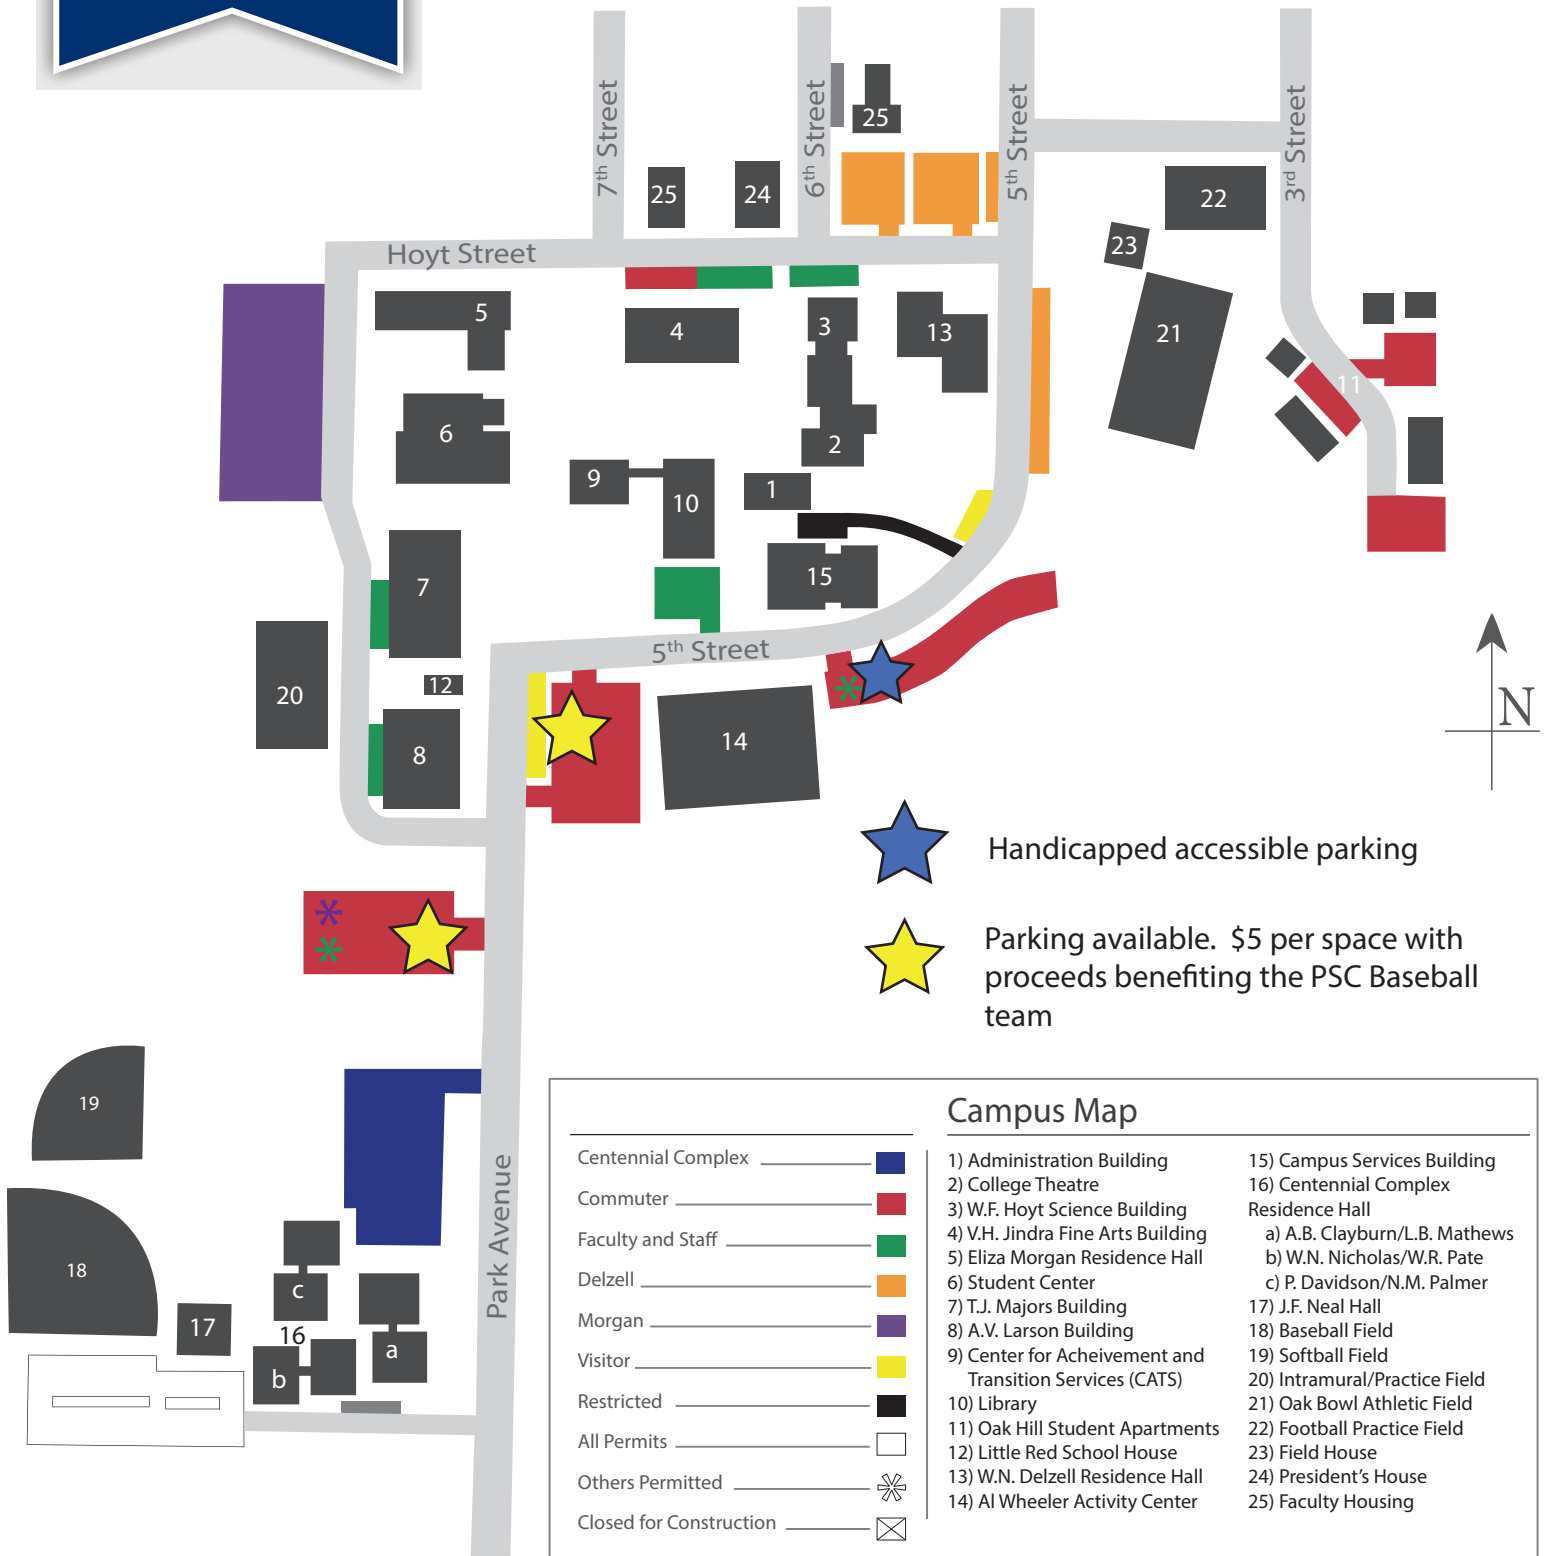 7th Street
6th Street
5th Street
3rd Street
25
25
24
22
23
Hoyt Street
5
4
3
13
21
11
6
2
9
10
1
15
7
5th Street
12
20
14
8
N
Handicapped accessible parking
Parking available.  $5 per space with
proceeds benefiting the PSC Baseball
team
19
18
17
c
16
a
b
Park Avenue
Centennial Complex
Commuter
Faculty and Staff
Delzell
Morgan
Visitor
Restricted
All Permits
Others Permitted
Closed for Construction
Campus Map
1) Administration Building
2) College Theatre
3) W.F. Hoyt Science Building
4) V.H. Jindra Fine Arts Building
5) Eliza Morgan Residence Hall
6) Student Center
7) T.J. Majors Building
8) A.V. Larson Building
9) Center for Acheivement and
Transition Services (CATS)
10) Library
11) Oak Hill Student Apartments
12) Little Red School House
13) W.N. Delzell Residence Hall
14) Al Wheeler Activity Center
15) Campus Services Building
16) Centennial Complex
Residence Hall
a) A.B. Clayburn/L.B. Mathews
b) W.N. Nicholas/W.R. Pate
c) P. Davidson/N.M. Palmer
17) J.F. Neal Hall
18) Baseball Field
19) Softball Field
20) Intramural/Practice Field
21) Oak Bowl Athletic Field
22) Football Practice Field
23) Field House
24) President's House
25) Faculty Housing